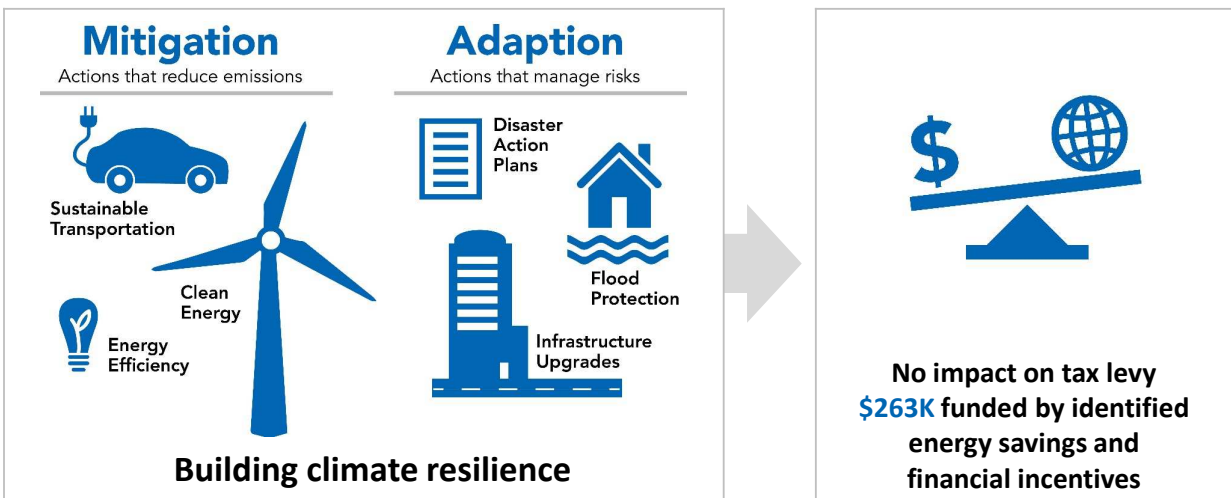 Mitigation
Actions that reduce emissions
Sustainable
Transportation
Clean
Energy
Energy
Efficiency
Adaption
Actions that manage risks
Disaster
Action
Plans
Flood
Protection
Infrastructure
Upgrades
Building climate resilience
$
No impact on tax levy
$263K funded by identified
energy savings and
financial incentives